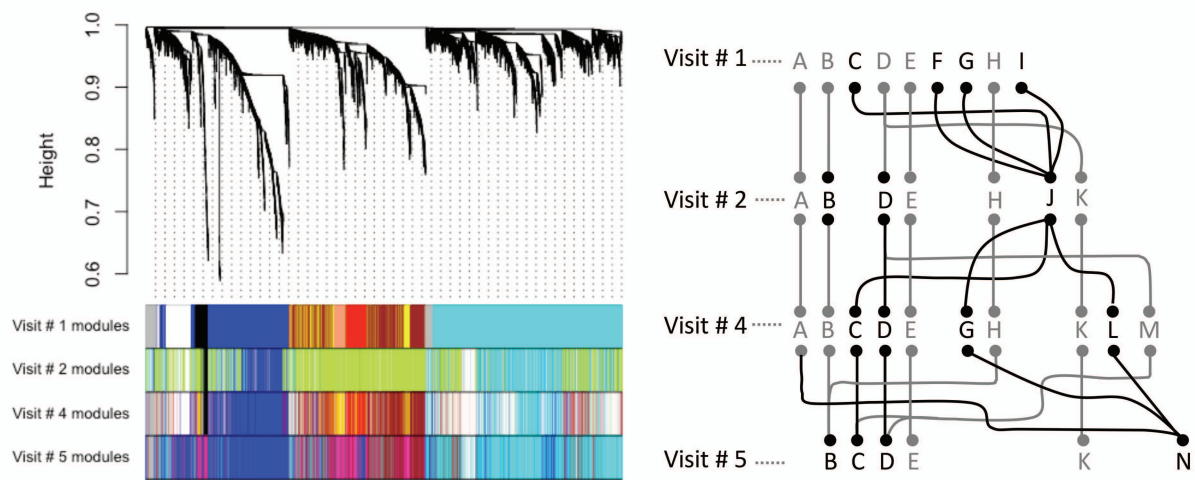 1.0
0.9
0.8
0.7
0.6
Height
Visit # 1 modules
Visit # 2 modules
Visit # 4 modules
Visit # 5 modules
Visit # 1 ...... A B C D E F G H I
Visit # 2 ...... A B D E H J K
Visit # 4 ...... A B C D E G H K L M
Visit # 5 ...... B C D E K N